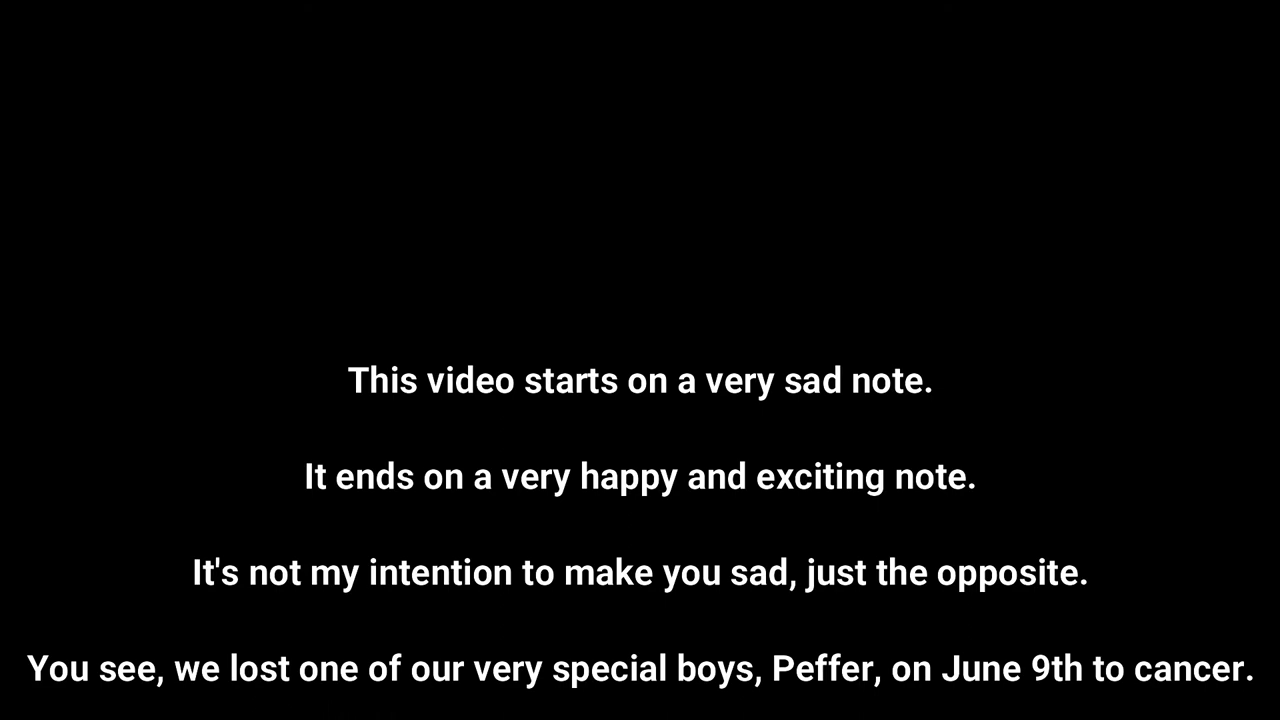 This video starts on a very sad note.
It ends on a very happy and exciting note.
It's not my intention to make you sad, just the opposite.
You see, we lost one of our very special boys, Peffer, on June 9th to cancer.